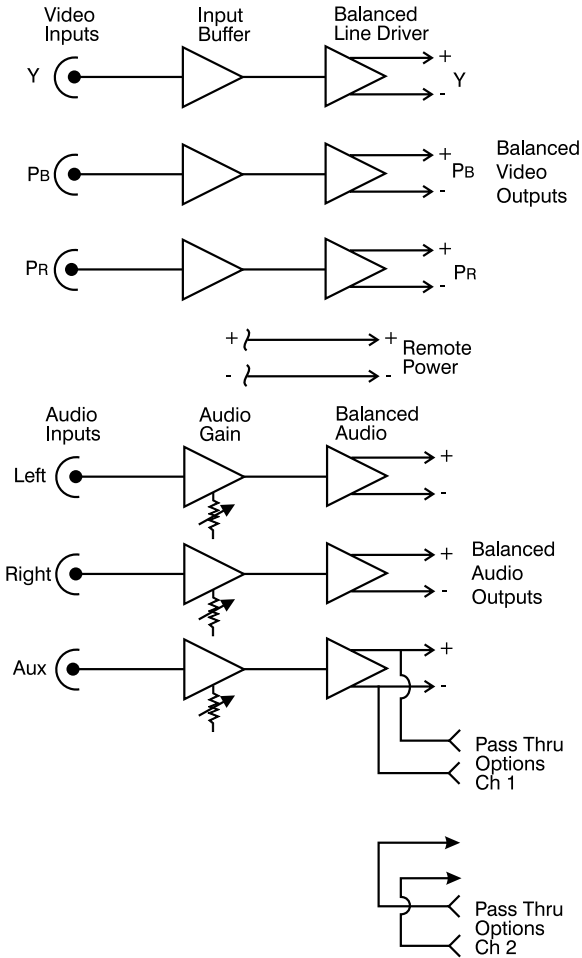 Video
Inputs
Input
Buffer
Balanced
Line Driver
Y
+
Y
-
PB
+
PB
-
Balanced
Video
Outputs
PR
+
PR
-
+
+
Remote
Power
-
-
Audio
Inputs
Audio
Gain
Balanced
Audio
Left
+
-
Right
+
-
Balanced
Audio
Outputs
Aux
+
-
Pass Thru
Options
Ch 1
Pass Thru
Options
Ch 2